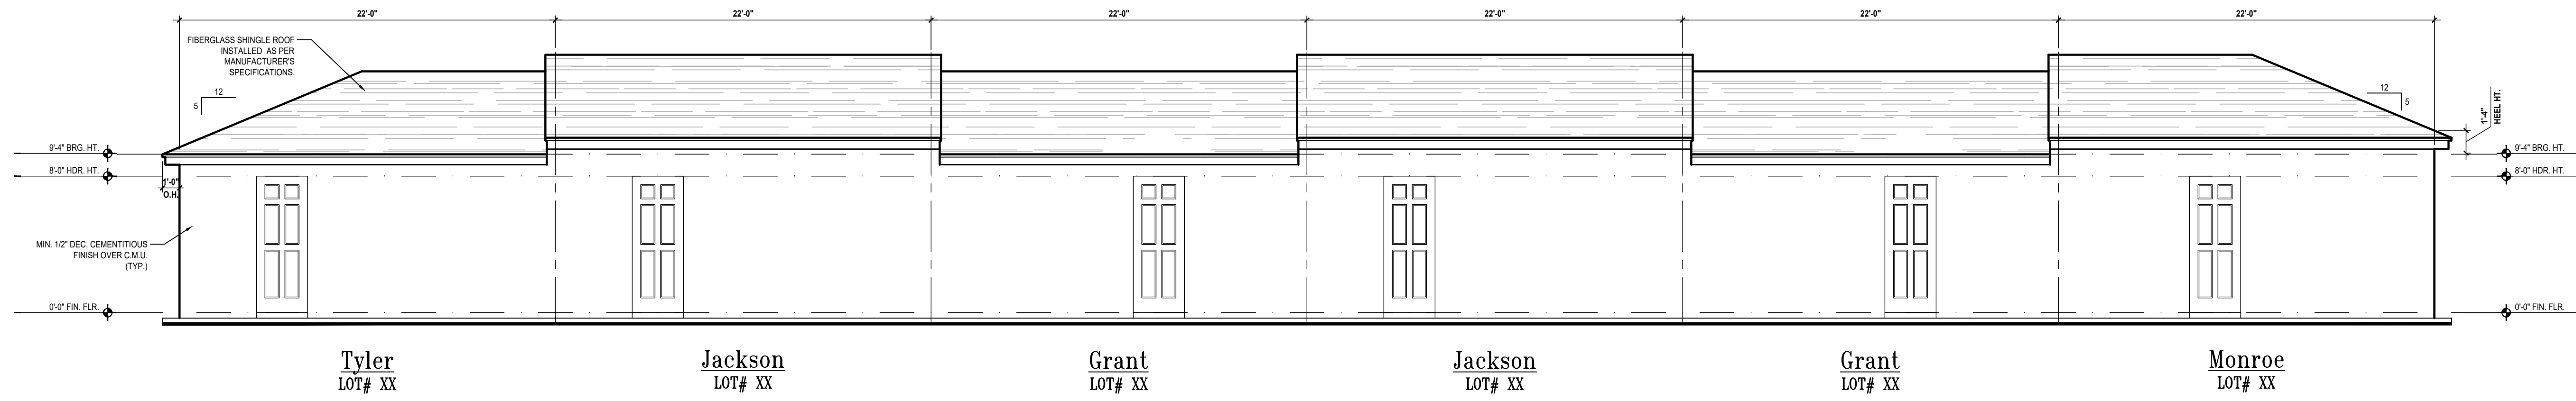 22'-0"
22'-0"
22'-0"
22'-0"
22'-0"
22'-0"
FIBERGLASS SHINGLE ROOF
INSTALLED AS PER
MANUFACTURER'S
SPECIFICATIONS.
12
5
12
5
1'-4"
HEEL HT.
9'-4" BRG. HT.
8'-0" HDR. HT.
1'-0"
O.H.
9'-4" BRG. HT.
8'-0" HDR. HT.
MIN. 1/2" DEC. CEMENTITIOUS
FINISH OVER C.M.U.
(TYP.)
0'-0" FIN. FLR.
0'-0" FIN. FLR.
Tyler
LOT# XX
Jackson
LOT# XX
Grant
LOT# XX
Jackson
LOT# XX
Grant
LOT# XX
Monroe
LOT# XX